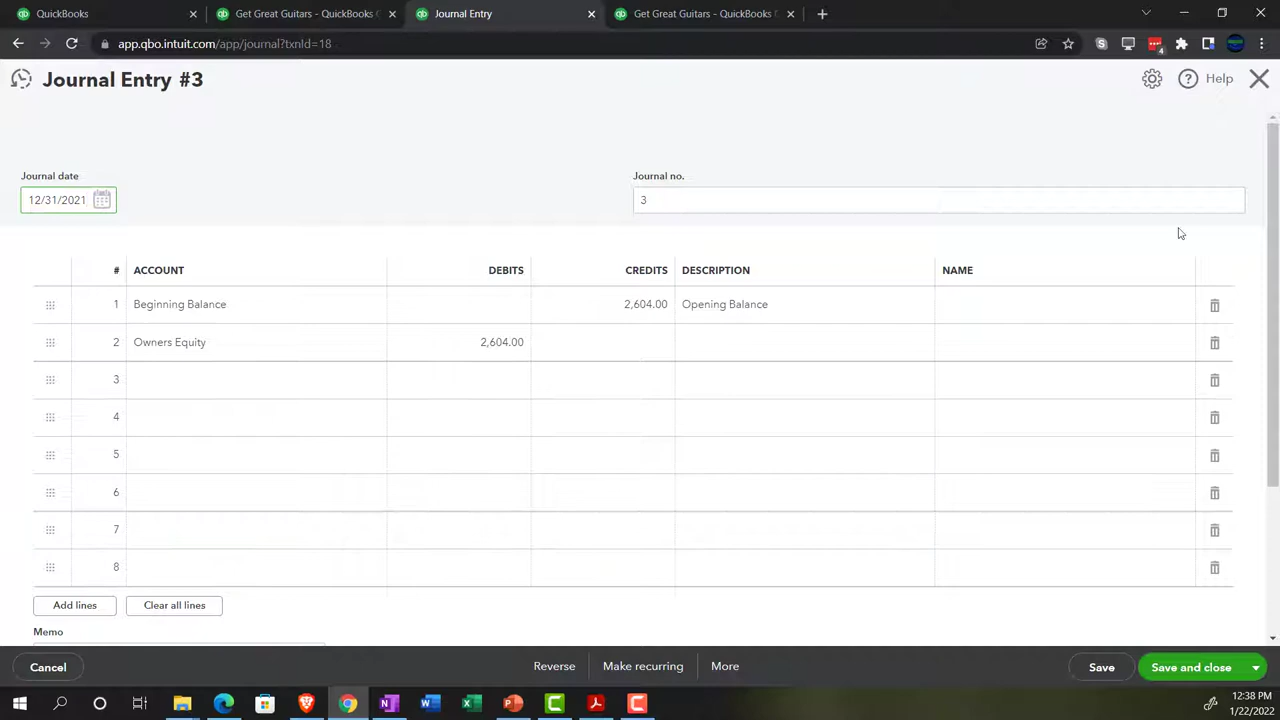 QuickBooks
Get Great Guitars - QuickBooks C
Journal Entry
Get Great Guitars - QuickBooks C
app.qbo.intuit.com/app/journal?txnId=18
4
Journal Entry #3
Help
Journal date
Journal no.
12/31/2021
3
# ACCOUNT DEBITS CREDITS DESCRIPTION NAME
1 Beginning Balance 2,604.00 Opening Balance
2 Owners Equity 2,604.00
3
4
5
6
7
8
Add lines Clear all lines
Memo
Cancel Reverse Make recurring More Save Save and close
12:38 PM
1/22/2022